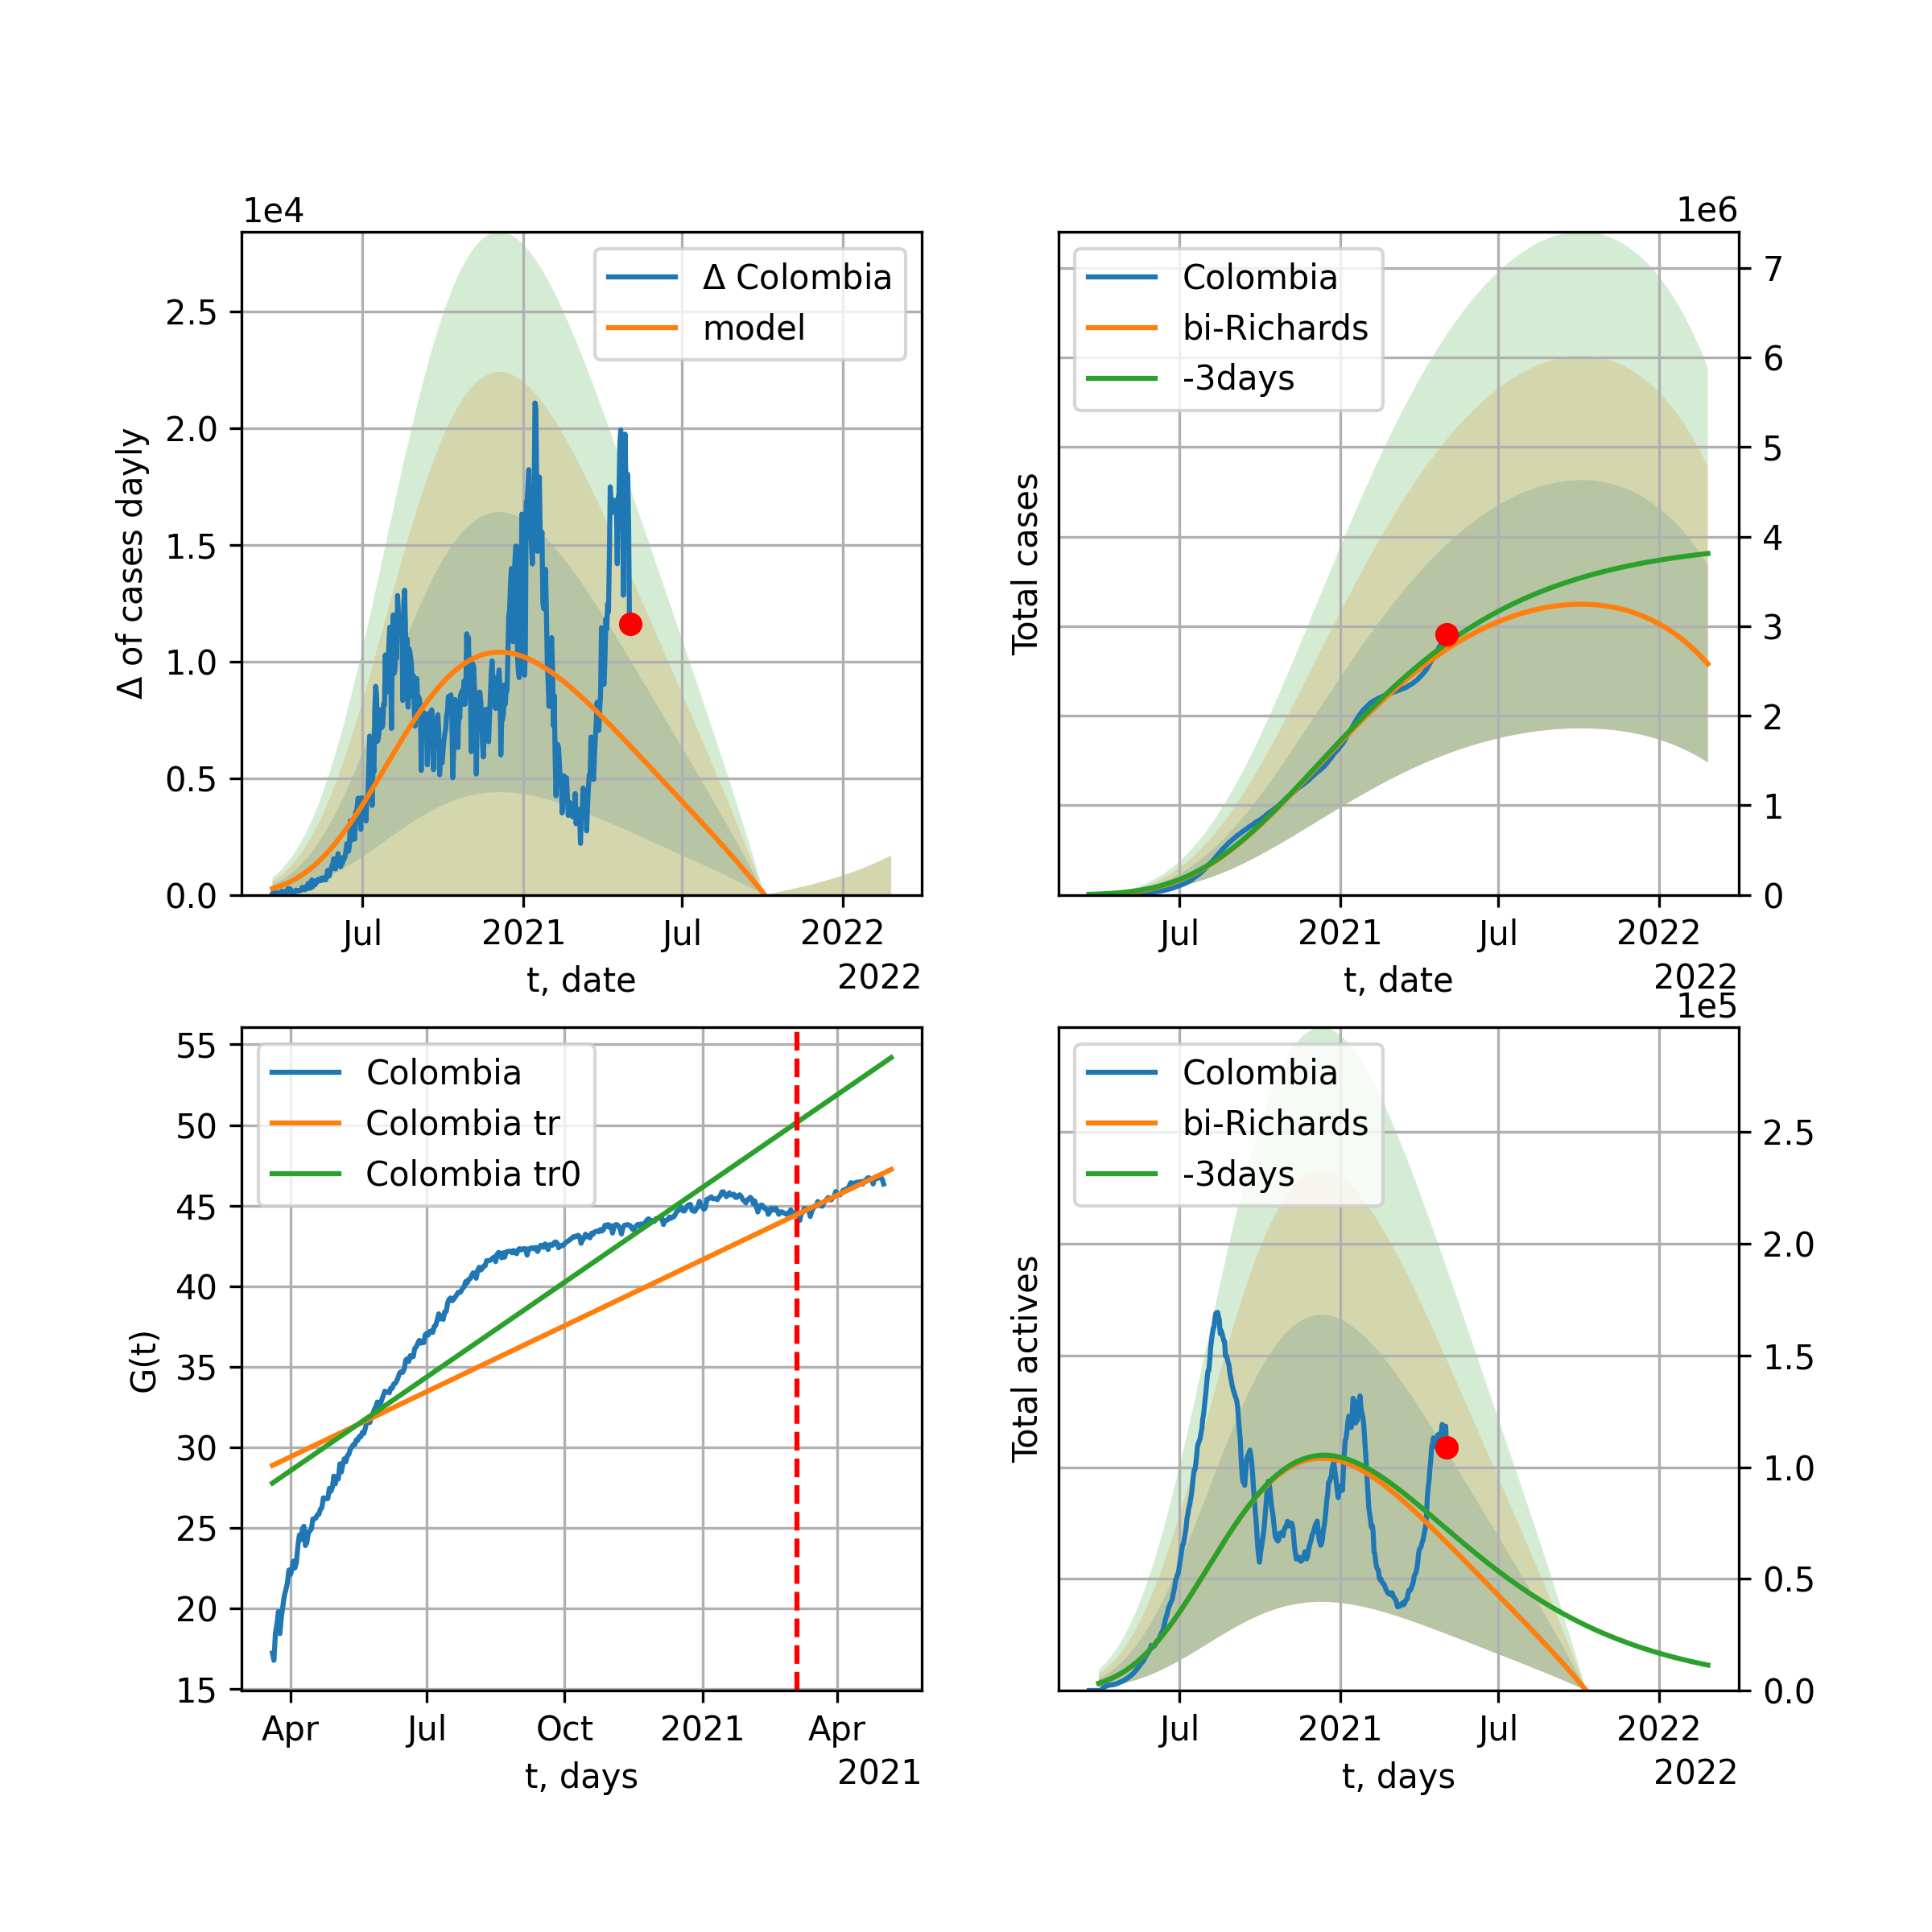 1e4
Δ of cases dayly
2.5
2.0
1.5
1.0
0.5
0.0
Δ Colombia
model
Jul
2021
Jul
2022
t, date
2022
1e6
Total cases
Colombia
bi-Richards
-3days
7
6
5
4
3
2
1
0
Jul
2021
Jul
2022
t, date
2022
G(t)
55
50
45
40
35
30
25
20
15
Colombia
Colombia tr
Colombia tr0
Apr
Jul
Oct
2021
Apr
t, days
2021
1e5
Total actives
Colombia
bi-Richards
-3days
2.5
2.0
1.5
1.0
0.5
0.0
Jul
2021
Jul
2022
t, days
2022